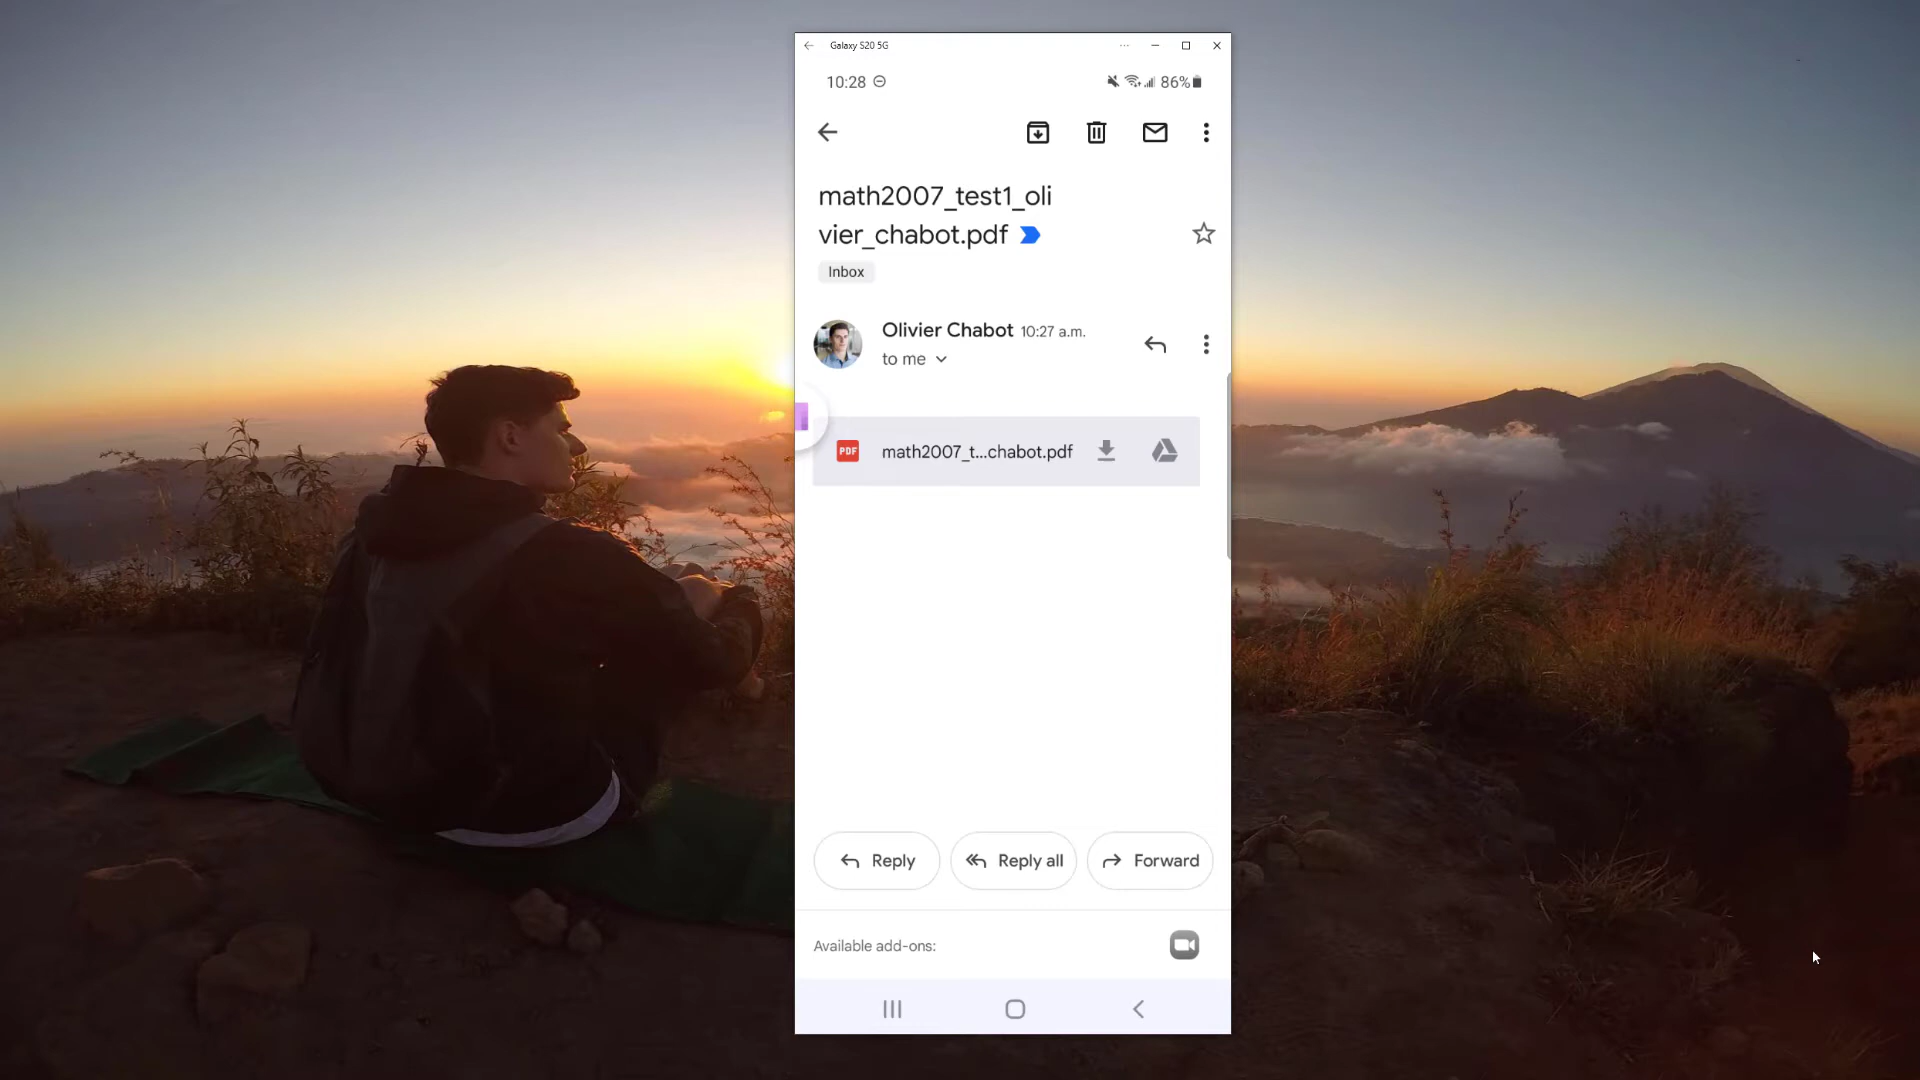 Galaxy S20 5G
10:28
86%
math2007_test1_oli
vier_chabot.pdf
Inbox
Olivier Chabot 10:27 a.m.
to me
PDF math2007_t...chabot.pdf
Reply Reply all Forward
Available add-ons: